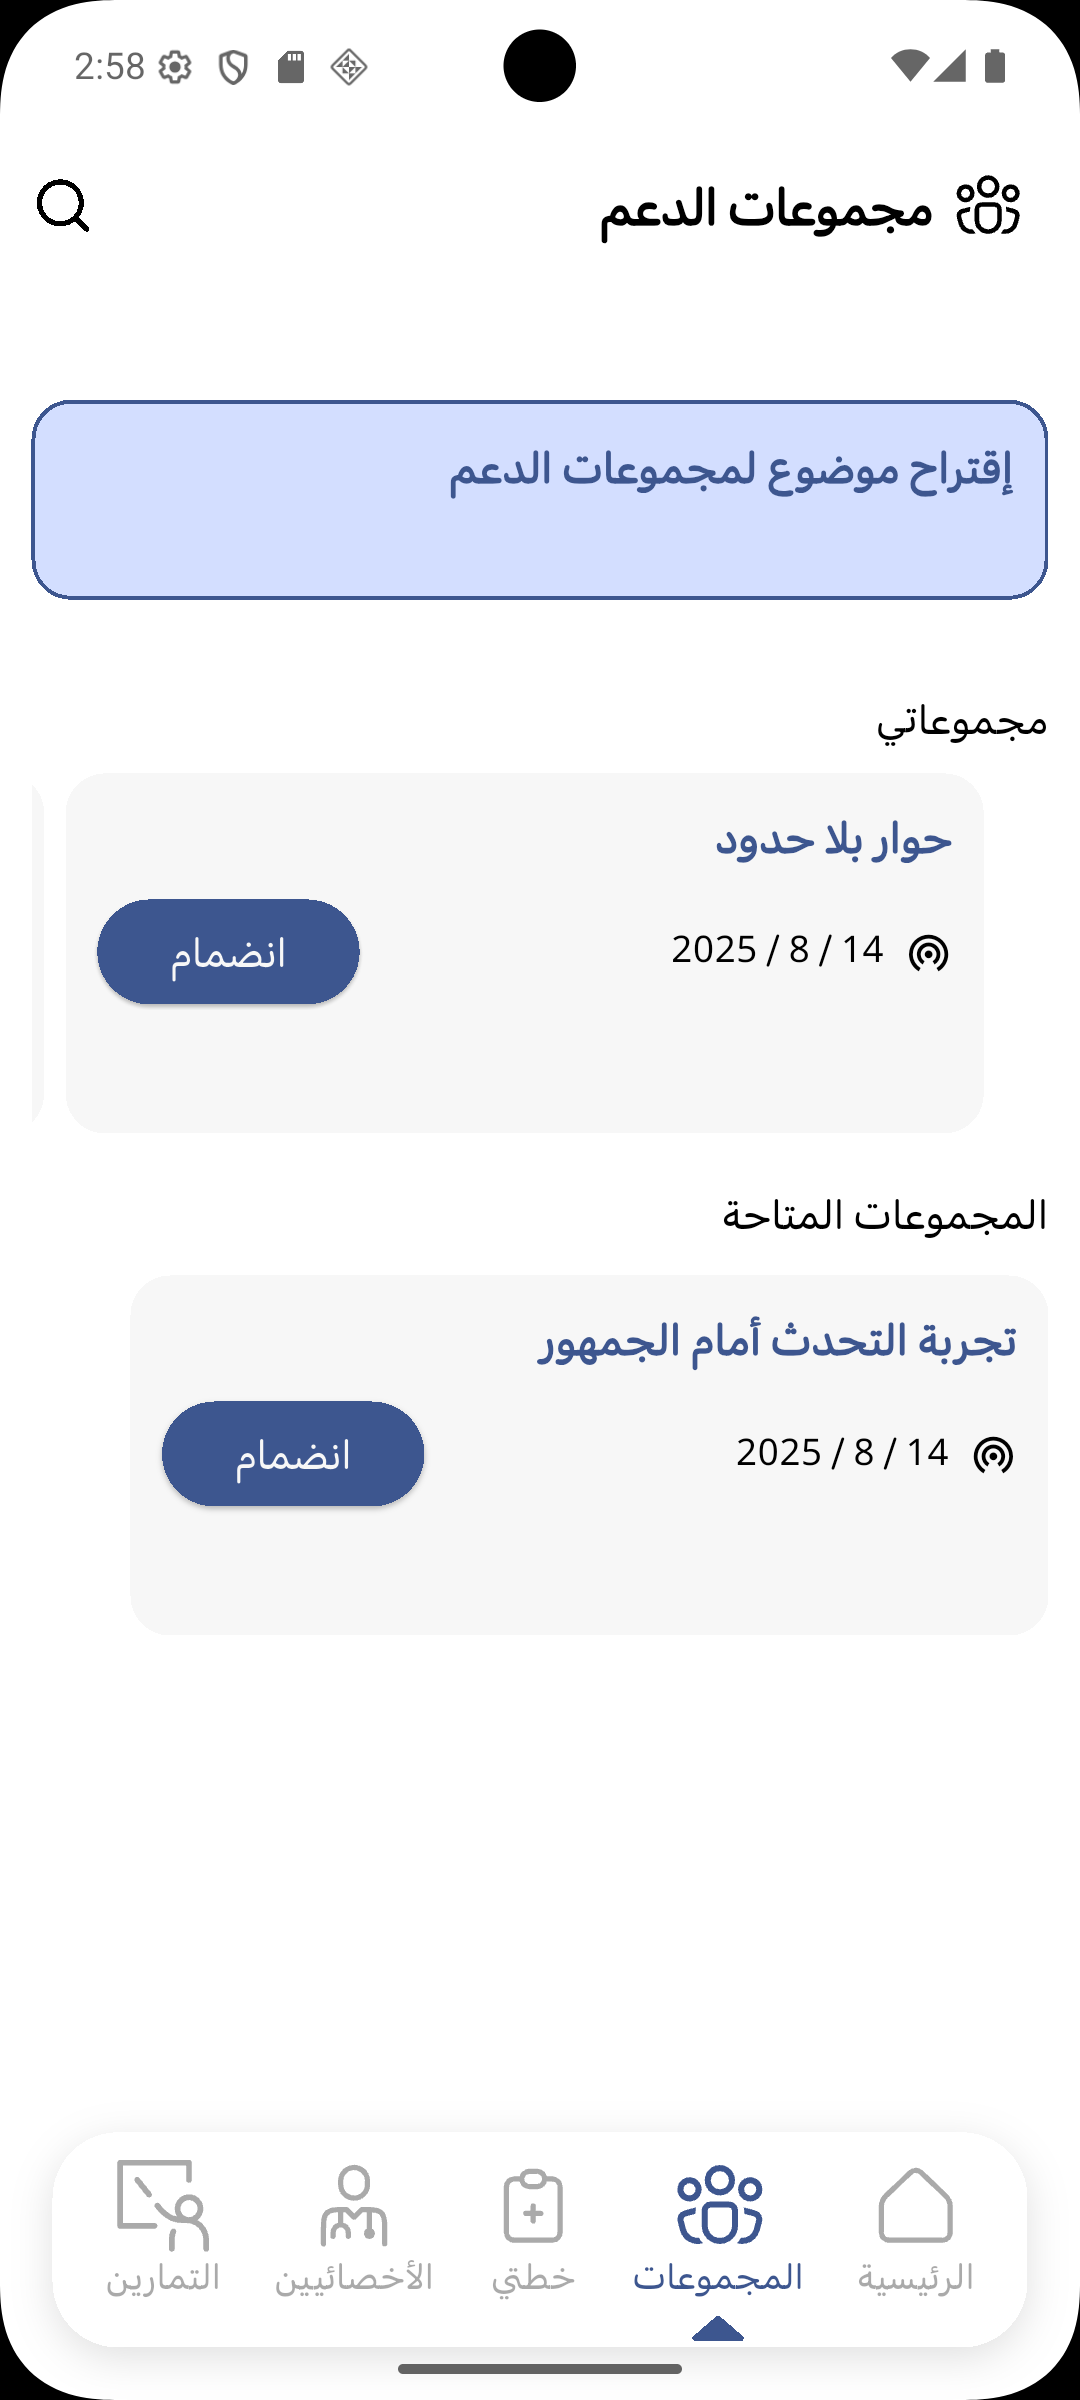 2:58
مجموعات الدعم
إقتراح موضوع لمجموعات الدعم
مجموعاتي
حوار بلا حدود
14 / 8 / 2025
انضمام
المجموعات المتاحة
تجربة التحدث أمام الجمهور
14 / 8 / 2025
انضمام
الرئيسية
المجموعات
خطتي
الأخصائيين
التمارين